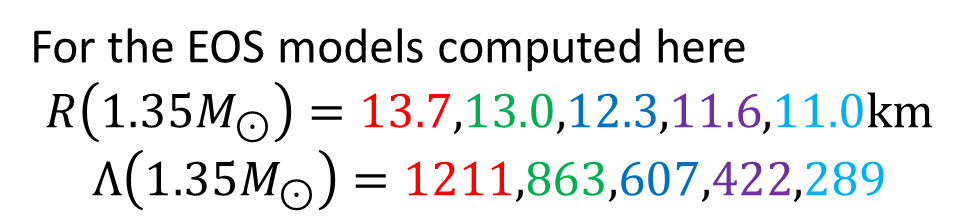 For the EOS models computed here
R(1.35M⊙) = 13.7,13.0,12.3,11.6,11.0km
Λ(1.35M⊙) = 1211,863,607,422,289